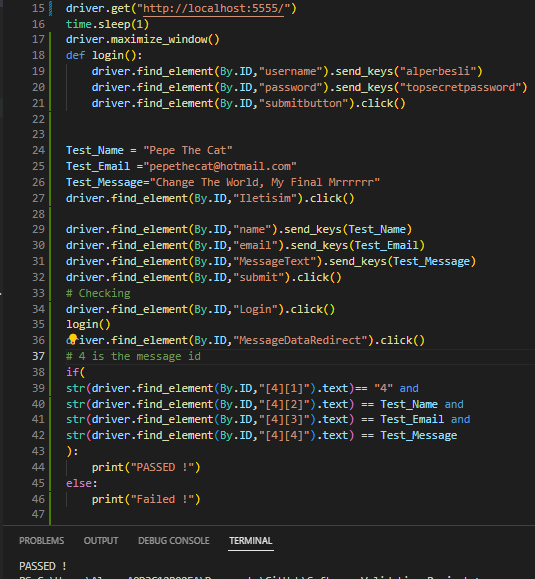 15 driver.get("http://localhost:5555/")
16 time.sleep(1)
17 driver.maximize_window()
18 def login():
19 driver.find_element(By.ID,"username").send_keys("alperbesli")
20 driver.find_element(By.ID,"password").send_keys("topsecretpassword")
21 driver.find_element(By.ID,"submitbutton").click()
22
23
24 Test_Name = "Pepe The Cat"
25 Test_Email ="pepethecat@hotmail.com"
26 Test_Message="Change The World, My Final Mrrrrrr"
27 driver.find_element(By.ID,"Iletisim").click()
28
29 driver.find_element(By.ID,"name").send_keys(Test_Name)
30 driver.find_element(By.ID,"email").send_keys(Test_Email)
31 driver.find_element(By.ID,"MessageText").send_keys(Test_Message)
32 driver.find_element(By.ID,"submit").click()
33 # Checking
34 driver.find_element(By.ID,"Login").click()
35 login()
36 driver.find_element(By.ID,"MessageDataRedirect").click()
37 # 4 is the message id
38 if(
39 str(driver.find_element(By.ID,"[4][1]").text)== "4" and
40 str(driver.find_element(By.ID,"[4][2]").text) == Test_Name and
41 str(driver.find_element(By.ID,"[4][3]").text) == Test_Email and
42 str(driver.find_element(By.ID,"[4][4]").text) == Test_Message
43 ):
44 print("PASSED !")
45 else:
46 print("Failed !")
47
PROBLEMS OUTPUT DEBUG CONSOLE TERMINAL
PASSED !